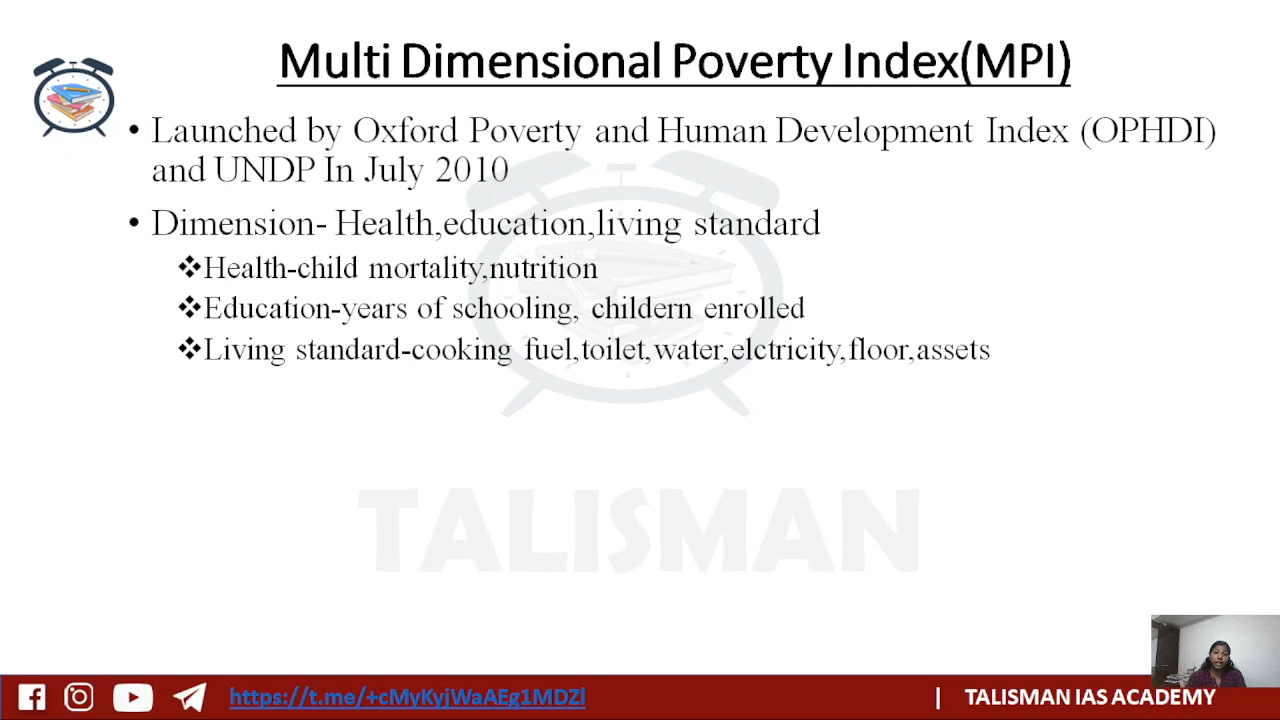 Multi Dimensional Poverty Index(MPI)
• Launched by Oxford Poverty and Human Development Index (OPHDI)
and UNDP In July 2010
• Dimension- Health,education,living standard
❖Health-child mortality,nutrition
❖Education-years of schooling, childern enrolled
❖Living standard-cooking fuel,toilet,water,elctricity,floor,assets
TALISMAN
https://t.me/+cMyKyjWaAEg1MDZl
| TALISMAN IAS ACADEMY